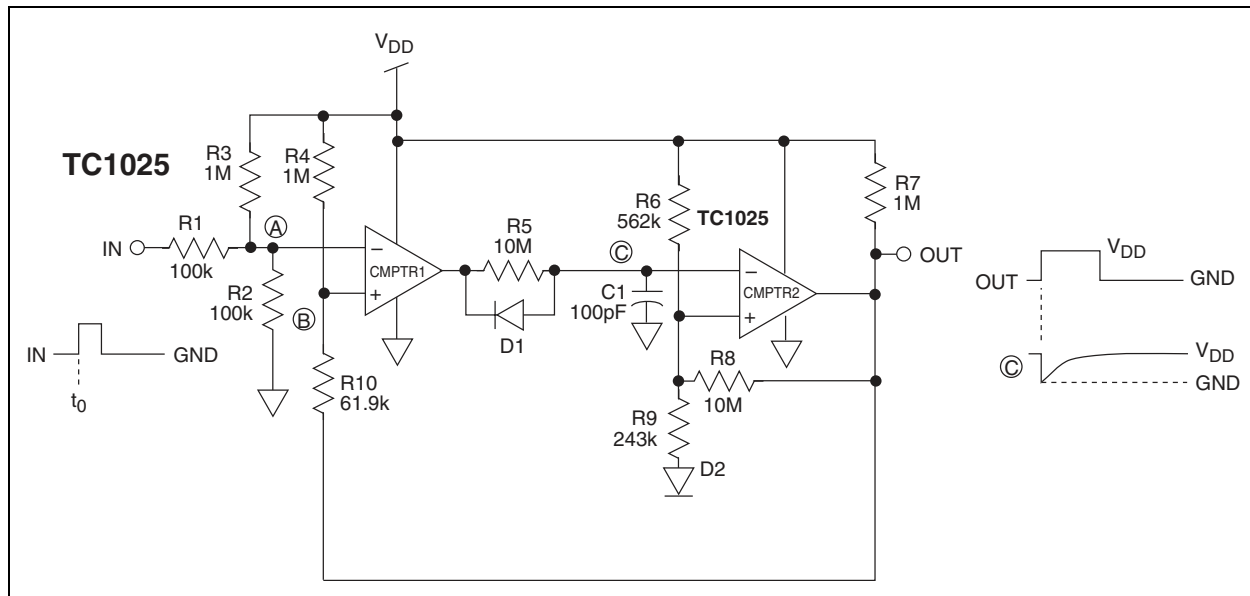 VDD
TC1025
R3
1M
R4
1M
R7
1M
R6
562k
TC1025
R1
100k
IN
A
R5
10M
C
OUT
CMPTR1
−
+
CMPTR2
−
+
R2
100k
B
C1
100pF
D1
R8
10M
R10
61.9k
R9
243k
D2
IN
GND
t0
OUT
VDD
GND
C
VDD
GND